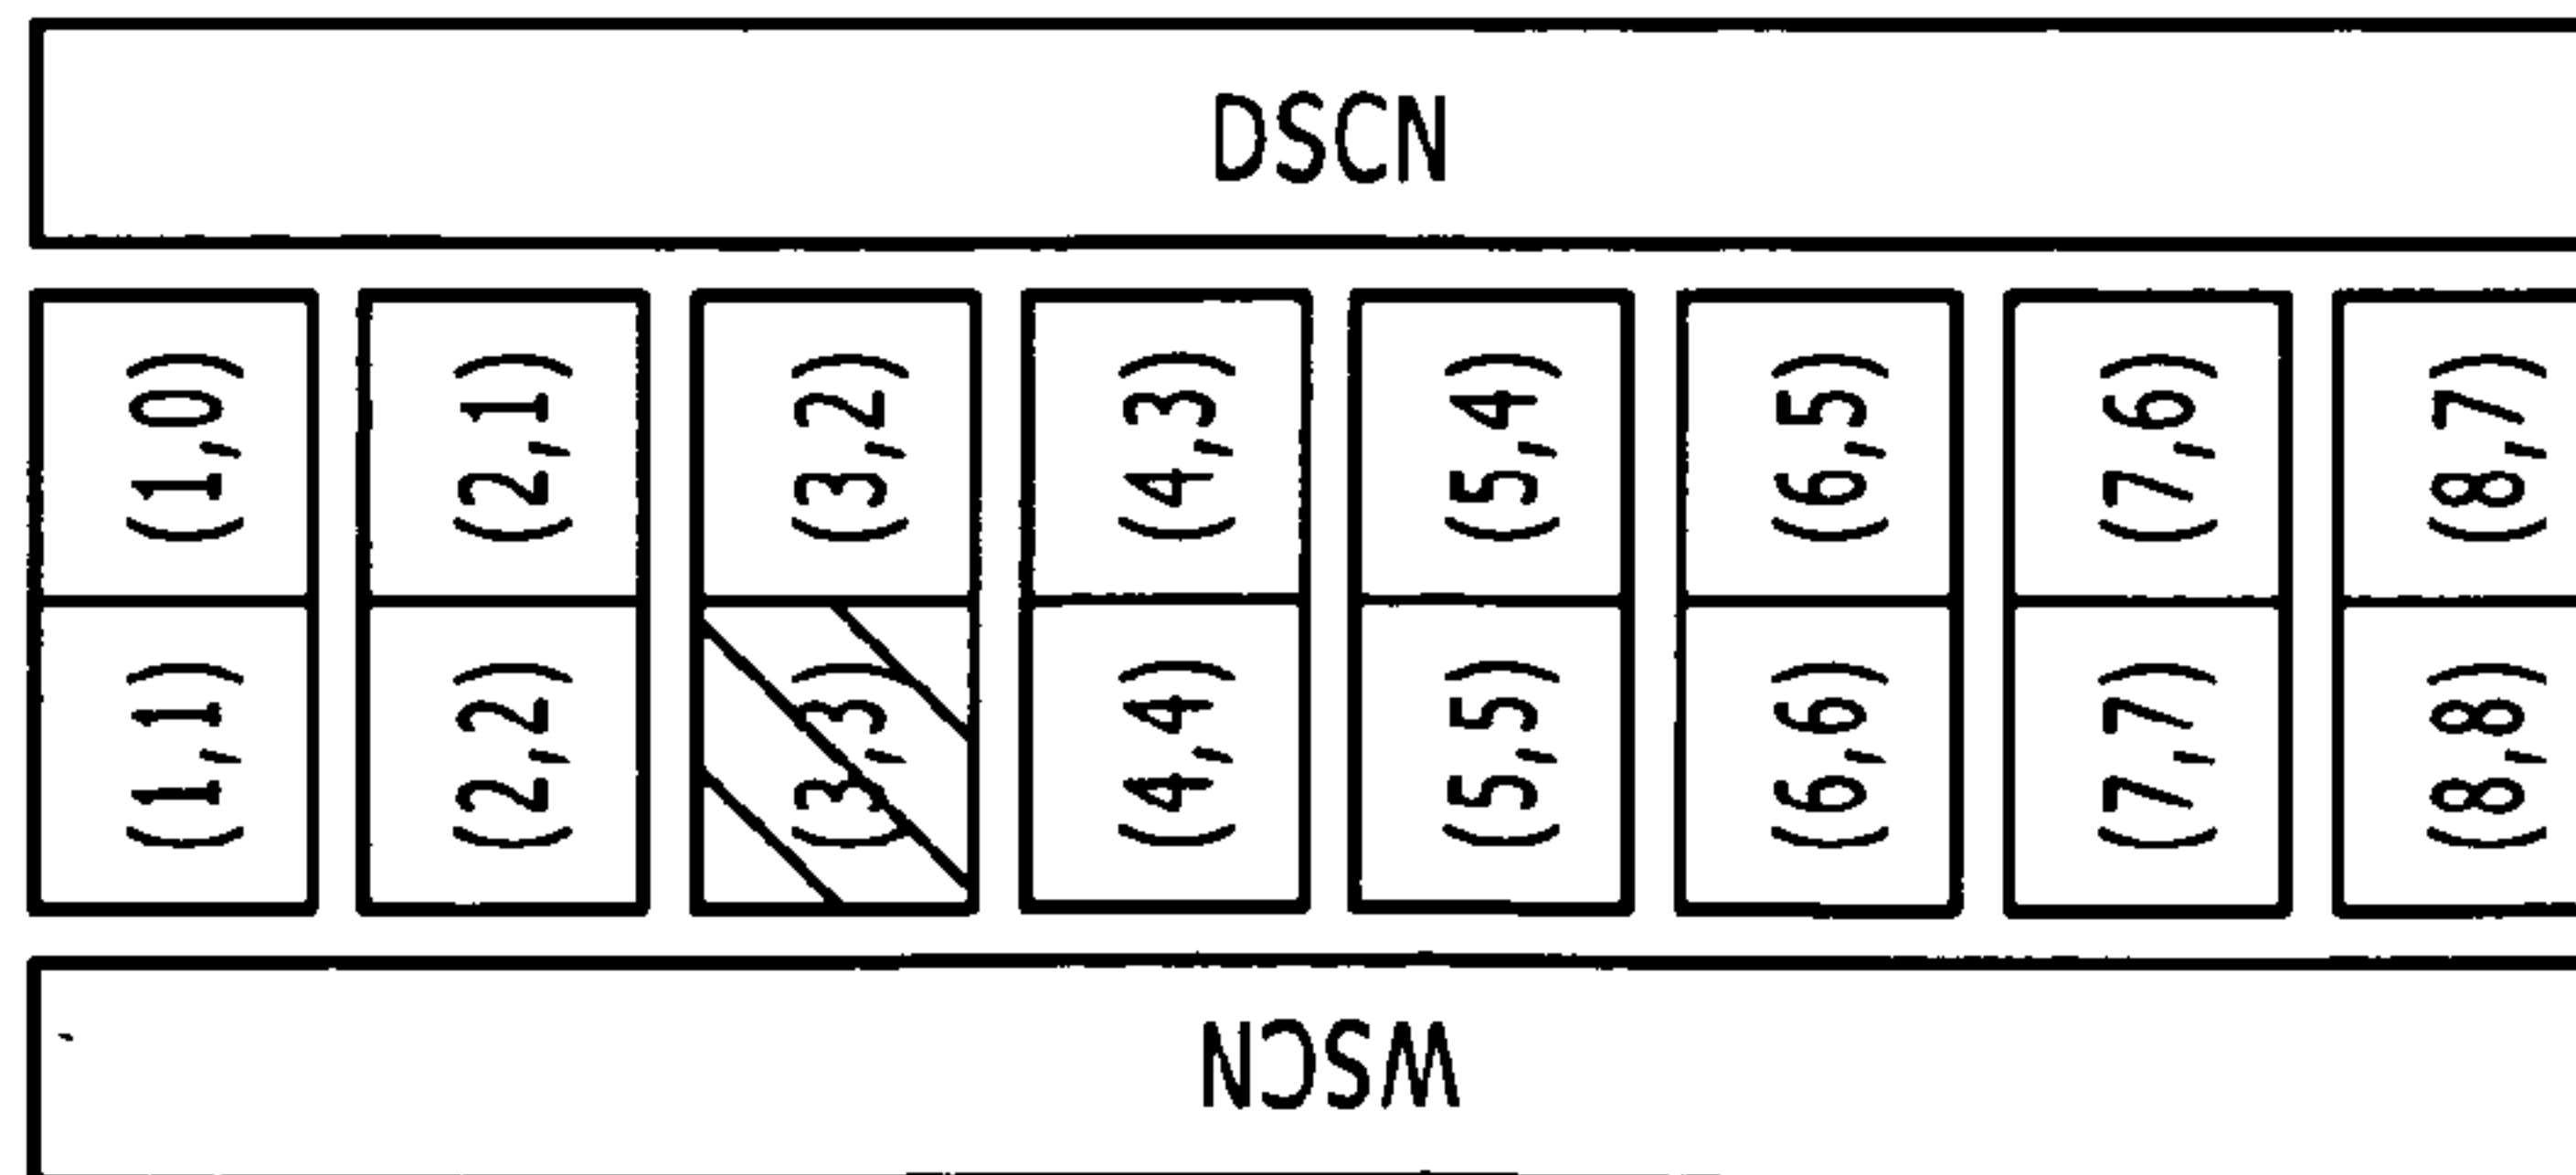 DSCN
(1,0) (2,1) (3,2) (4,3) (5,4) (6,5) (7,6) (8,7)
(1,1) (2,2) (3,3) (4,4) (5,5) (6,6) (7,7) (8,8)
WSCN